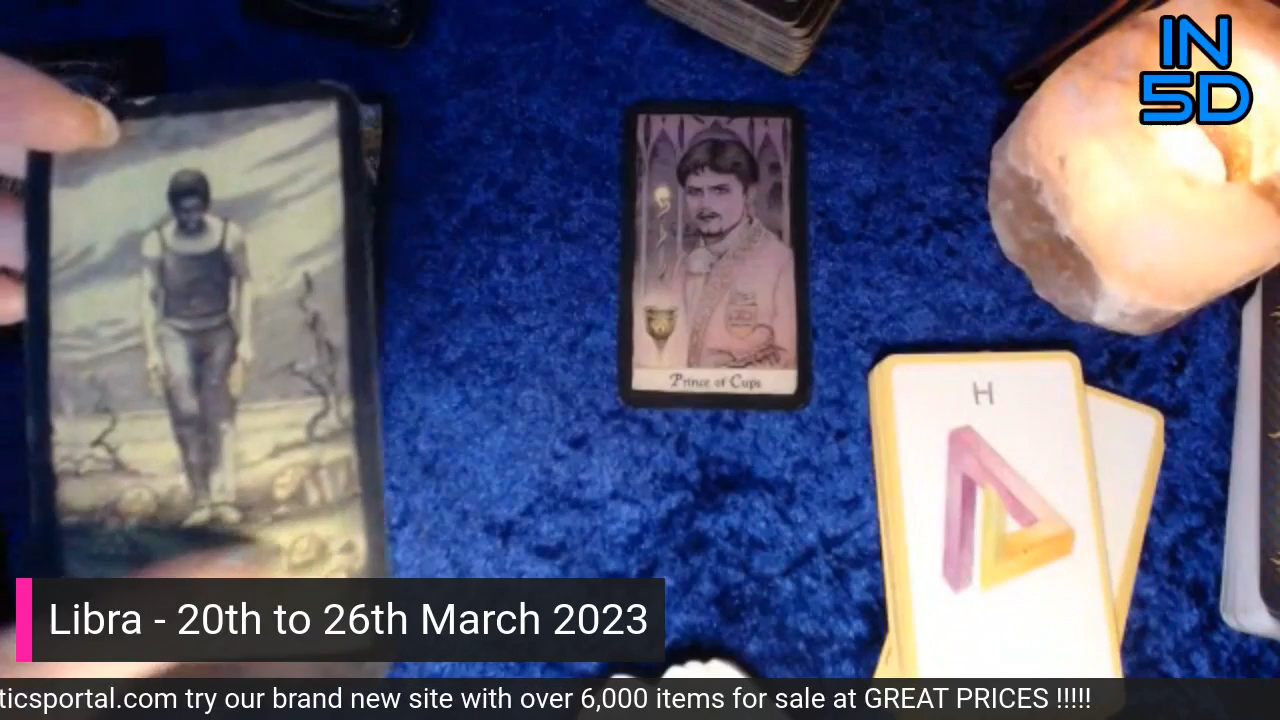 IN
5D
Prince of Cups
H
Libra - 20th to 26th March 2023
ticsportal.com try our brand new site with over 6,000 items for sale at GREAT PRICES !!!!!